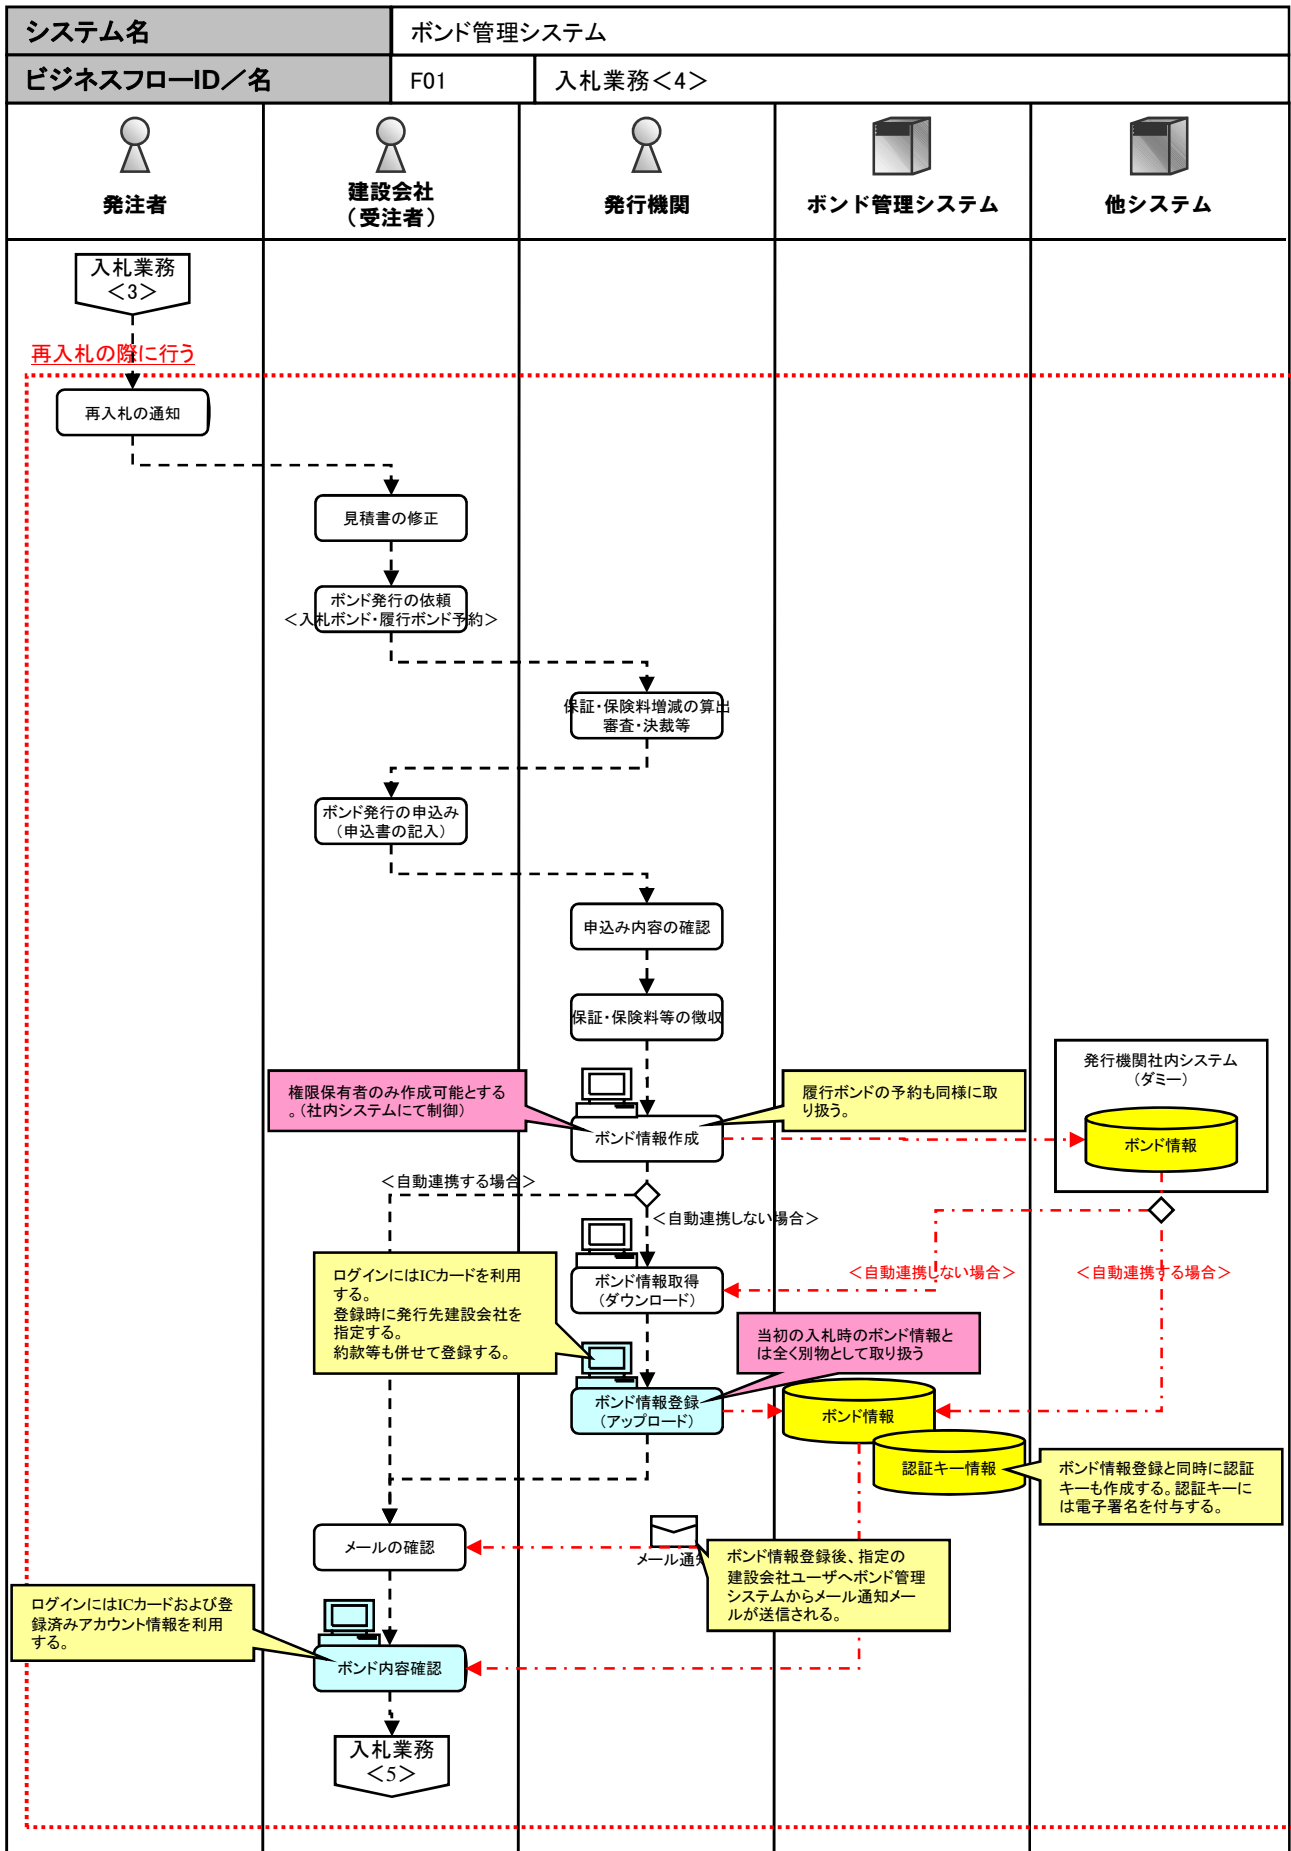 システム名
ボンド管理システム
ビジネスフローID／名
F01
入札業務＜4＞
発注者
建設会社
（受注者）
発行機関
ボンド管理システム
他システム
入札業務
＜3＞
再入札の際に行う
再入札の通知
見積書の修正
ボンド発行の依頼
＜入札ボンド・履行ボンド予約＞
保証・保険料増減の算出
審査・決裁等
ボンド発行の申込み
（申込書の記入）
申込み内容の確認
保証・保険料等の徴収
発行機関社内システム
（ダミー）
権限保有者のみ作成可能とする
。（社内システムにて制御）
履行ボンドの予約も同様に取
り扱う。
ボンド情報作成
ボンド情報
＜自動連携する場合＞
＜自動連携しない場合＞
ログインにはICカードを利用
する。
登録時に発行先建設会社を
指定する。
約款等も併せて登録する。
ボンド情報取得
（ダウンロード）
＜自動連携しない場合＞
＜自動連携する場合＞
当初の入札時のボンド情報と
は全く別物として取り扱う
ボンド情報登録
（アップロード）
ボンド情報
認証キー情報
ボンド情報登録と同時に認証
キーも作成する。認証キーに
は電子署名を付与する。
メールの確認
メール通知
ボンド情報登録後、指定の
建設会社ユーザへボンド管理
システムからメール通知メー
ルが送信される。
ログインにはICカードおよび登
録済みアカウント情報を利用
する。
ボンド内容確認
入札業務
＜5＞